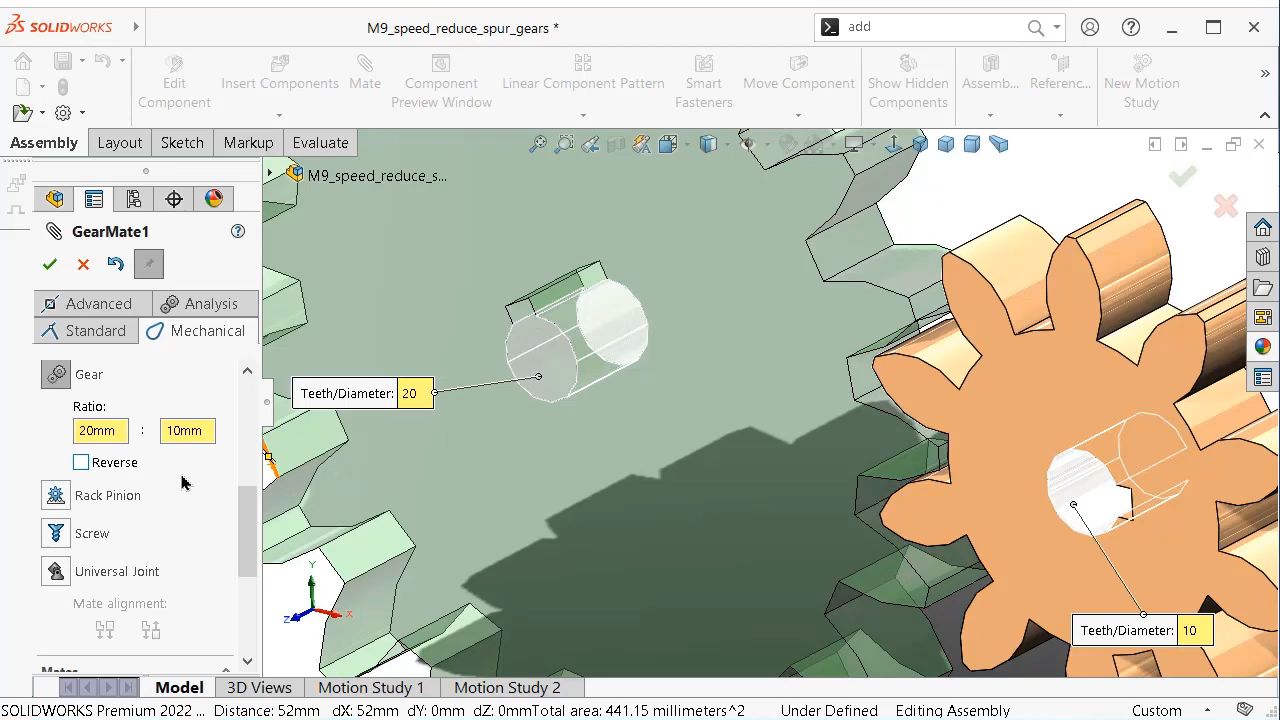 SOLIDWORKS
M9_speed_reduce_spur_gears *
add
Edit Component
Insert Components
Mate
Component Preview Window
Linear Component Pattern
Smart Fasteners
Move Component
Show Hidden Components
Assemb...
Referenc...
New Motion Study
Assembly
Layout
Sketch
Markup
Evaluate
M9_speed_reduce_s...
GearMate1
Advanced
Analysis
Standard
Mechanical
Gear
Ratio:
20mm : 10mm
Reverse
Rack Pinion
Screw
Universal Joint
Mate alignment:
Teeth/Diameter: 20
Teeth/Diameter: 10
Y
X
Z
Model
3D Views
Motion Study 1
Motion Study 2
SOLIDWORKS Premium 2022 ...
Distance: 52mm dX: 52mm dY: 0mm dZ: 0mmTotal area: 441.15 millimeters^2
Under Defined
Editing Assembly
Custom